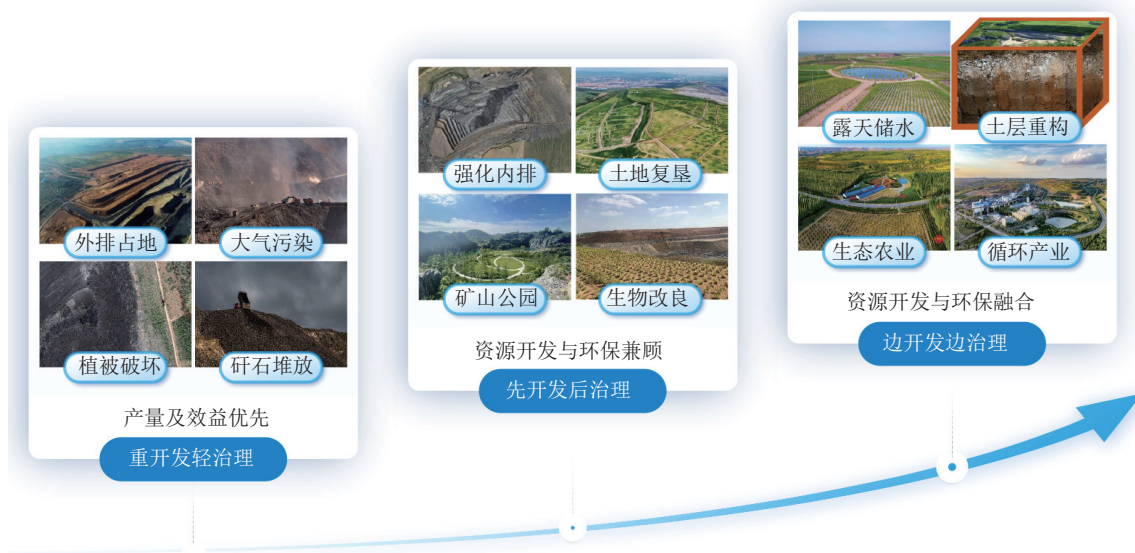 外排占地
大气污染
植被破坏
矸石堆放
产量及效益优先
重开发轻治理
强化内排
土地复垦
矿山公园
生物改良
资源开发与环保兼顾
先开发后治理
露天储水
土层重构
生态农业
循环产业
资源开发与环保融合
边开发边治理